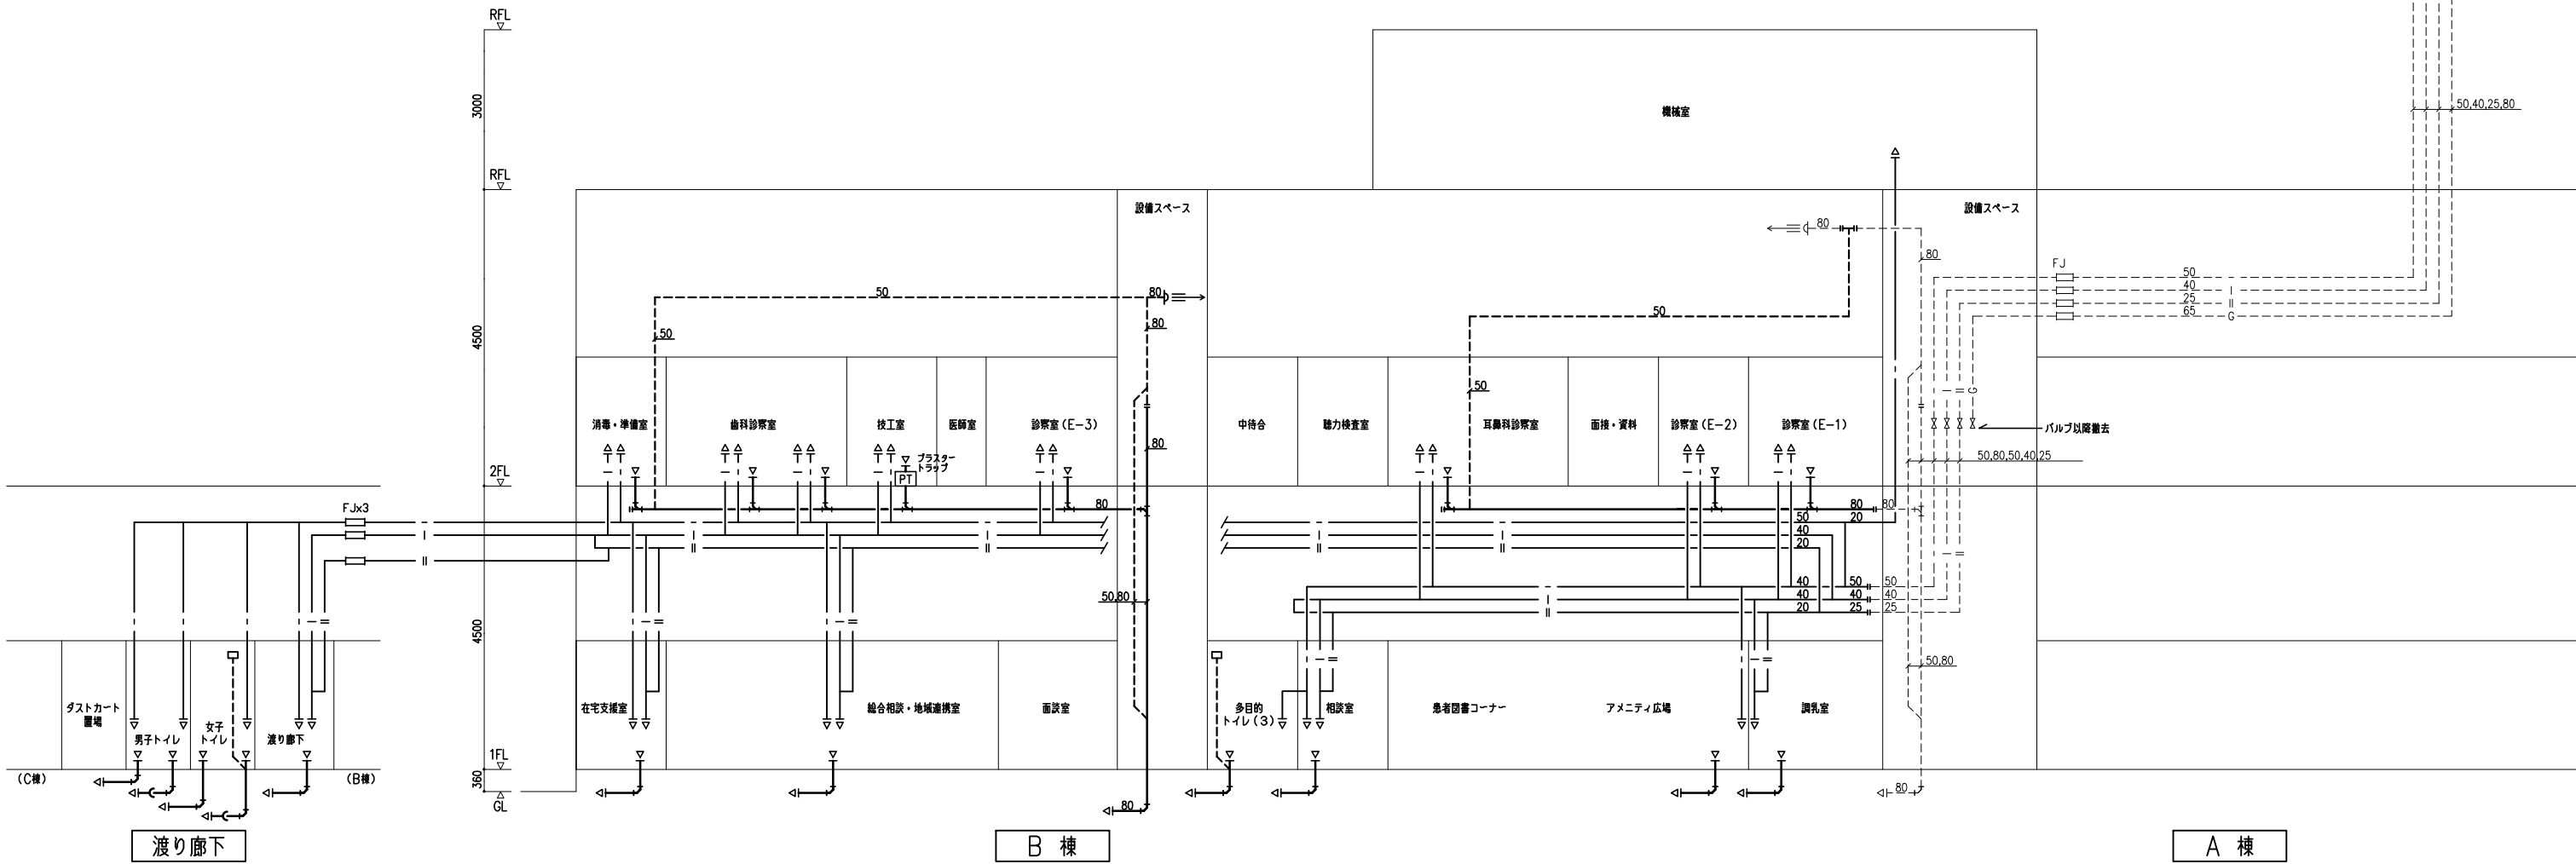 RFL
3000
機械室
50,40,25,80
RFL
設備スペース
設備スペース
80
80
FJ
50
40
25
65
G
50
80
50
80
50
4500
50
80
G
消毒・準備室
歯科診察室
技工室
医師室
診察室(E-3)
中待合
聴力検査室
耳鼻科診察室
面接・資料
診察室(E-2)
診察室(E-1)
バルブ以降撤去
プラスター
トラップ
PT
50,80,50,40,25
2FL
FJx3
80
80
80
50
20
40
20
50,80
40
50
50
40
40
40
20
25
25
4500
50,80
ダストカート
置場
男子トイレ
女子
トイレ
渡り廊下
在宅支援室
総合相談・地域連携室
面談室
多目的
トイレ(3)
相談室
患者図書コーナー
アメニティ広場
調乳室
1FL
(C棟)
(B棟)
360
GL
80
80
渡り廊下
B 棟
A 棟